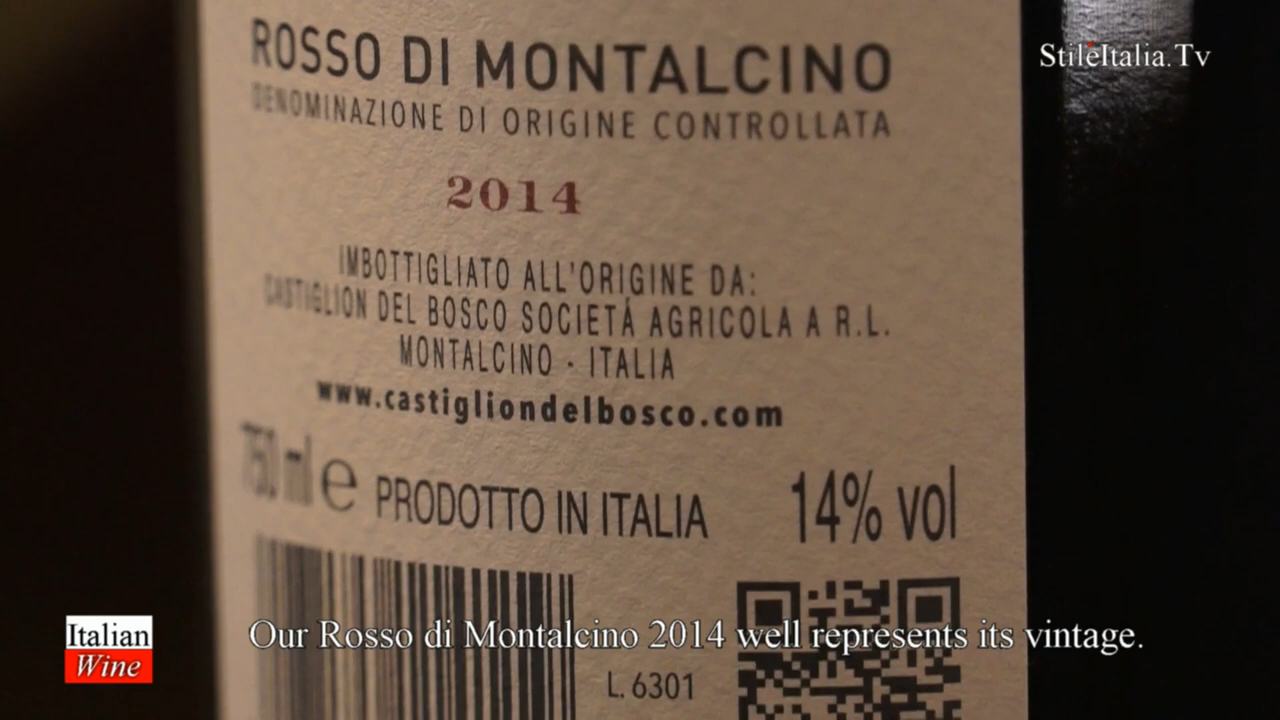 ROSSO DI MONTALCINO
StileItalia.Tv
DENOMINAZIONE DI ORIGINE CONTROLLATA
2014
IMBOTTIGLIATO ALL'ORIGINE DA:
CASTIGLION DEL BOSCO SOCIETÁ AGRICOLA A R.L.
MONTALCINO - ITALIA
www.castigliondelbosco.com
750 ml e PRODOTTO IN ITALIA 14% vol
Italian
Wine
Our Rosso di Montalcino 2014 well represents its vintage.
L. 6301